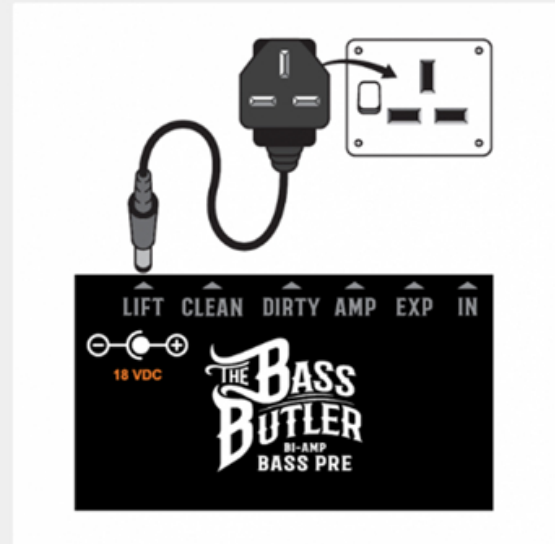 LIFT CLEAN DIRTY AMP EXP IN
18 VDC
THE BASS
BUTLER
BI-AMP
BASS PRE